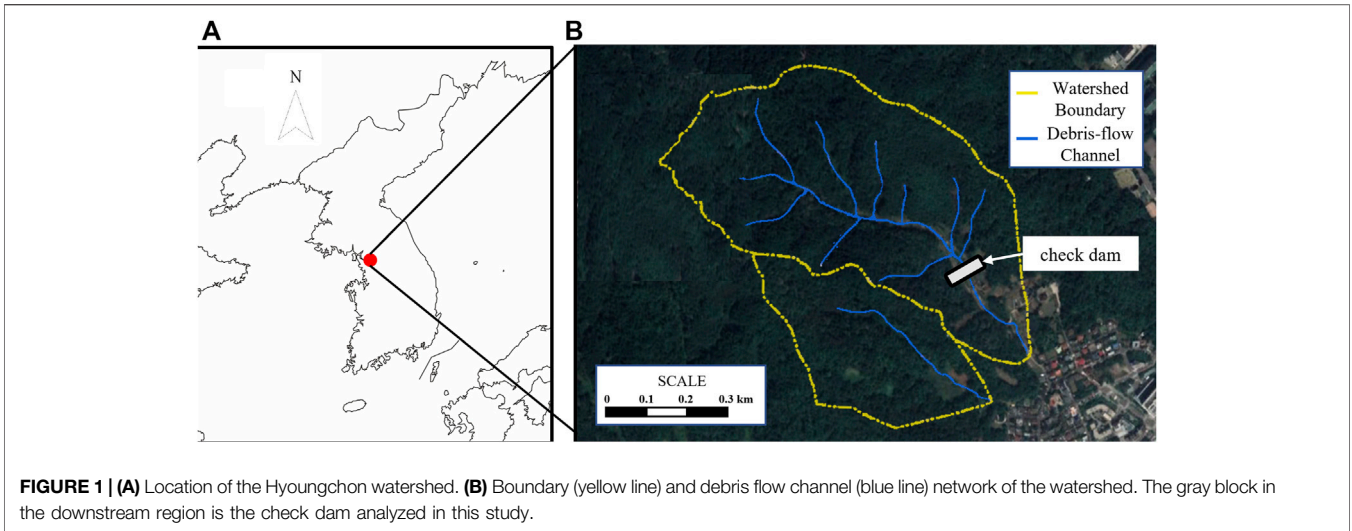 A
B
N
Watershed
Boundary
Debris-flow
Channel
check dam
SCALE
0 0.1 0.2 0.3 km
FIGURE 1 | (A) Location of the Hyoungchon watershed. (B) Boundary (yellow line) and debris flow channel (blue line) network of the watershed. The gray block in
the downstream region is the check dam analyzed in this study.